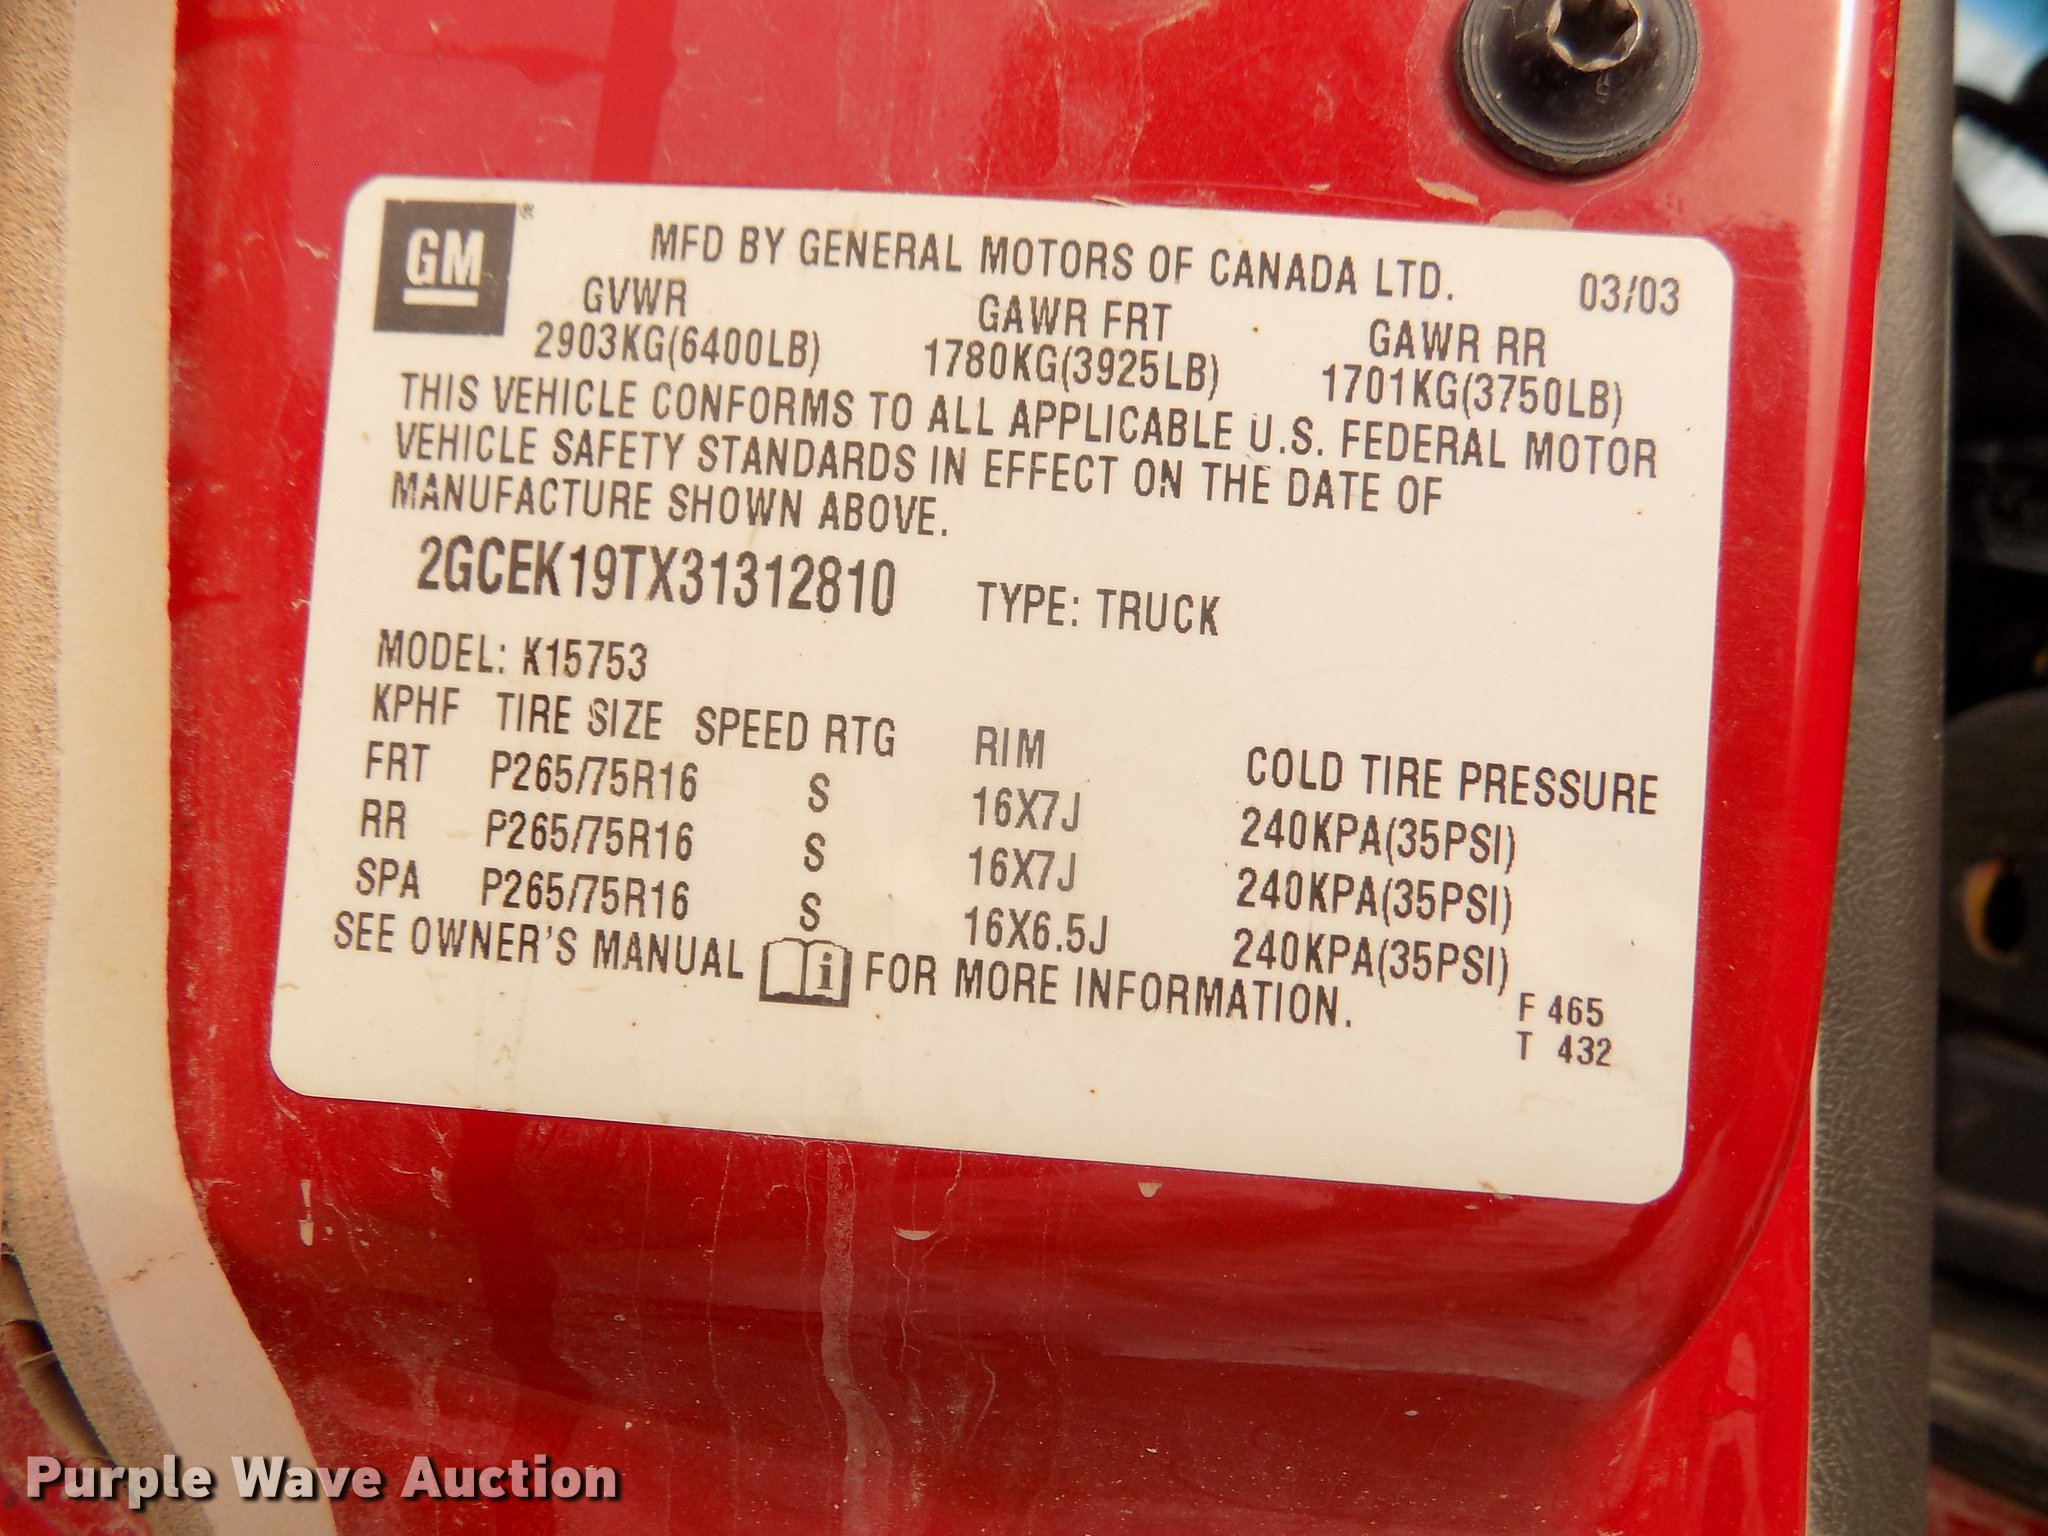 GM®
MFD BY GENERAL MOTORS OF CANADA LTD. 03/03
GVWR GAWR FRT GAWR RR
2903KG(6400LB) 1780KG(3925LB) 1701KG(3750LB)
THIS VEHICLE CONFORMS TO ALL APPLICABLE U.S. FEDERAL MOTOR
VEHICLE SAFETY STANDARDS IN EFFECT ON THE DATE OF
MANUFACTURE SHOWN ABOVE.
2GCEK19TX31312810 TYPE: TRUCK
MODEL: K15753
KPHF TIRE SIZE SPEED RTG RIM COLD TIRE PRESSURE
FRT P265/75R16 S 16X7J 240KPA(35PSI)
RR P265/75R16 S 16X7J 240KPA(35PSI)
SPA P265/75R16 S 16X6.5J 240KPA(35PSI)
SEE OWNER'S MANUAL i FOR MORE INFORMATION.
F 465
T 432
Purple Wave Auction